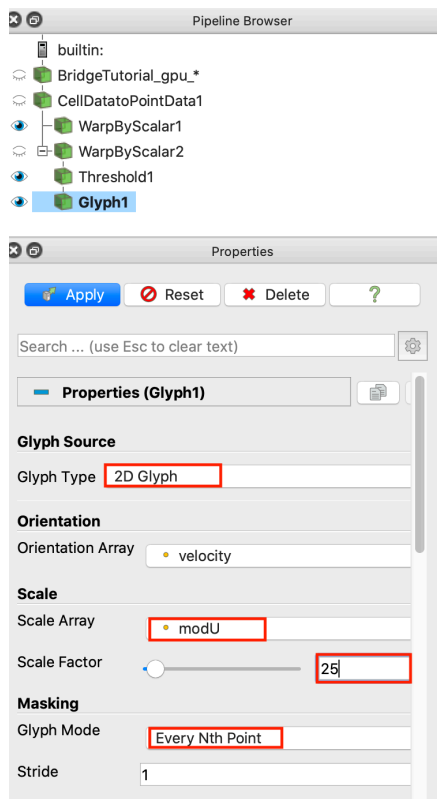 Pipeline Browser
builtin:
BridgeTutorial_gpu_*
CellDatatoPointData1
WarpByScalar1
WarpByScalar2
Threshold1
Glyph1
Properties
Apply Reset Delete ?
Search ... (use Esc to clear text)
Properties (Glyph1)
Glyph Source
Glyph Type 2D Glyph
Orientation
Orientation Array velocity
Scale
Scale Array modU
Scale Factor 25
Masking
Glyph Mode Every Nth Point
Stride 1